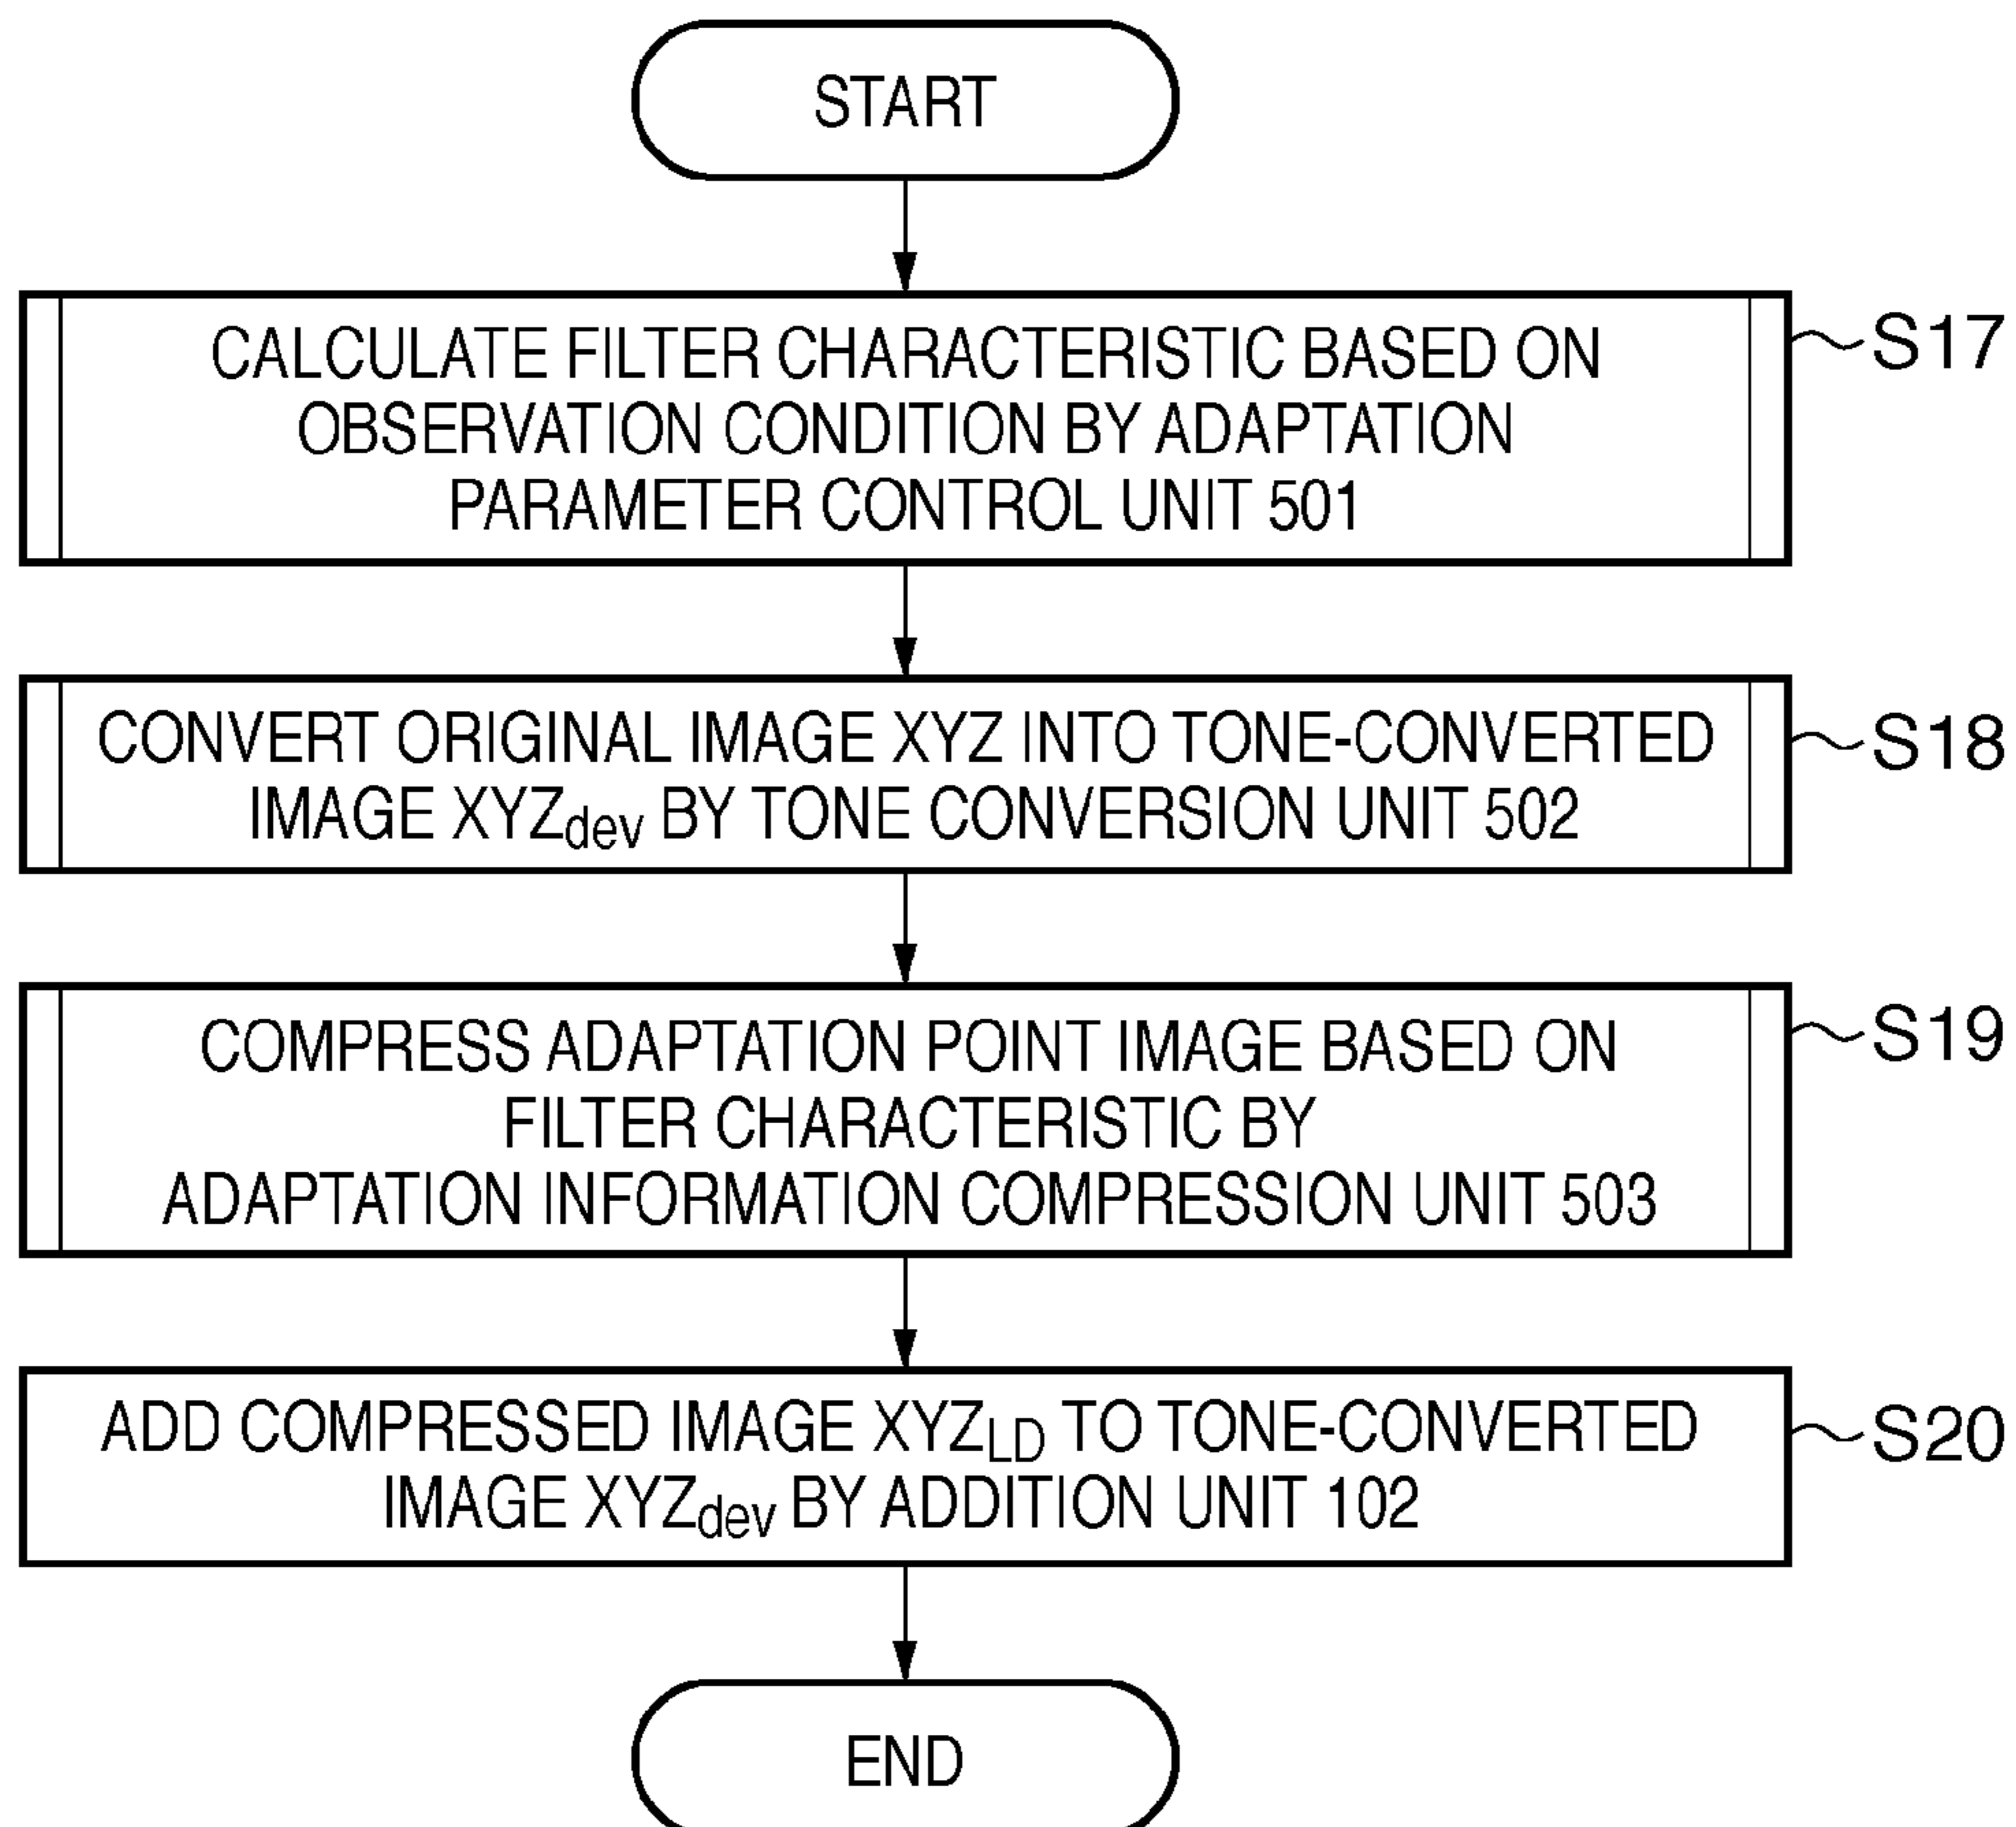 START
CALCULATE FILTER CHARACTERISTIC BASED ON
OBSERVATION CONDITION BY ADAPTATION
PARAMETER CONTROL UNIT 501
S17
CONVERT ORIGINAL IMAGE XYZ INTO TONE-CONVERTED
IMAGE XYZdev BY TONE CONVERSION UNIT 502
S18
COMPRESS ADAPTATION POINT IMAGE BASED ON
FILTER CHARACTERISTIC BY
ADAPTATION INFORMATION COMPRESSION UNIT 503
S19
ADD COMPRESSED IMAGE XYZLD TO TONE-CONVERTED
IMAGE XYZdev BY ADDITION UNIT 102
S20
END